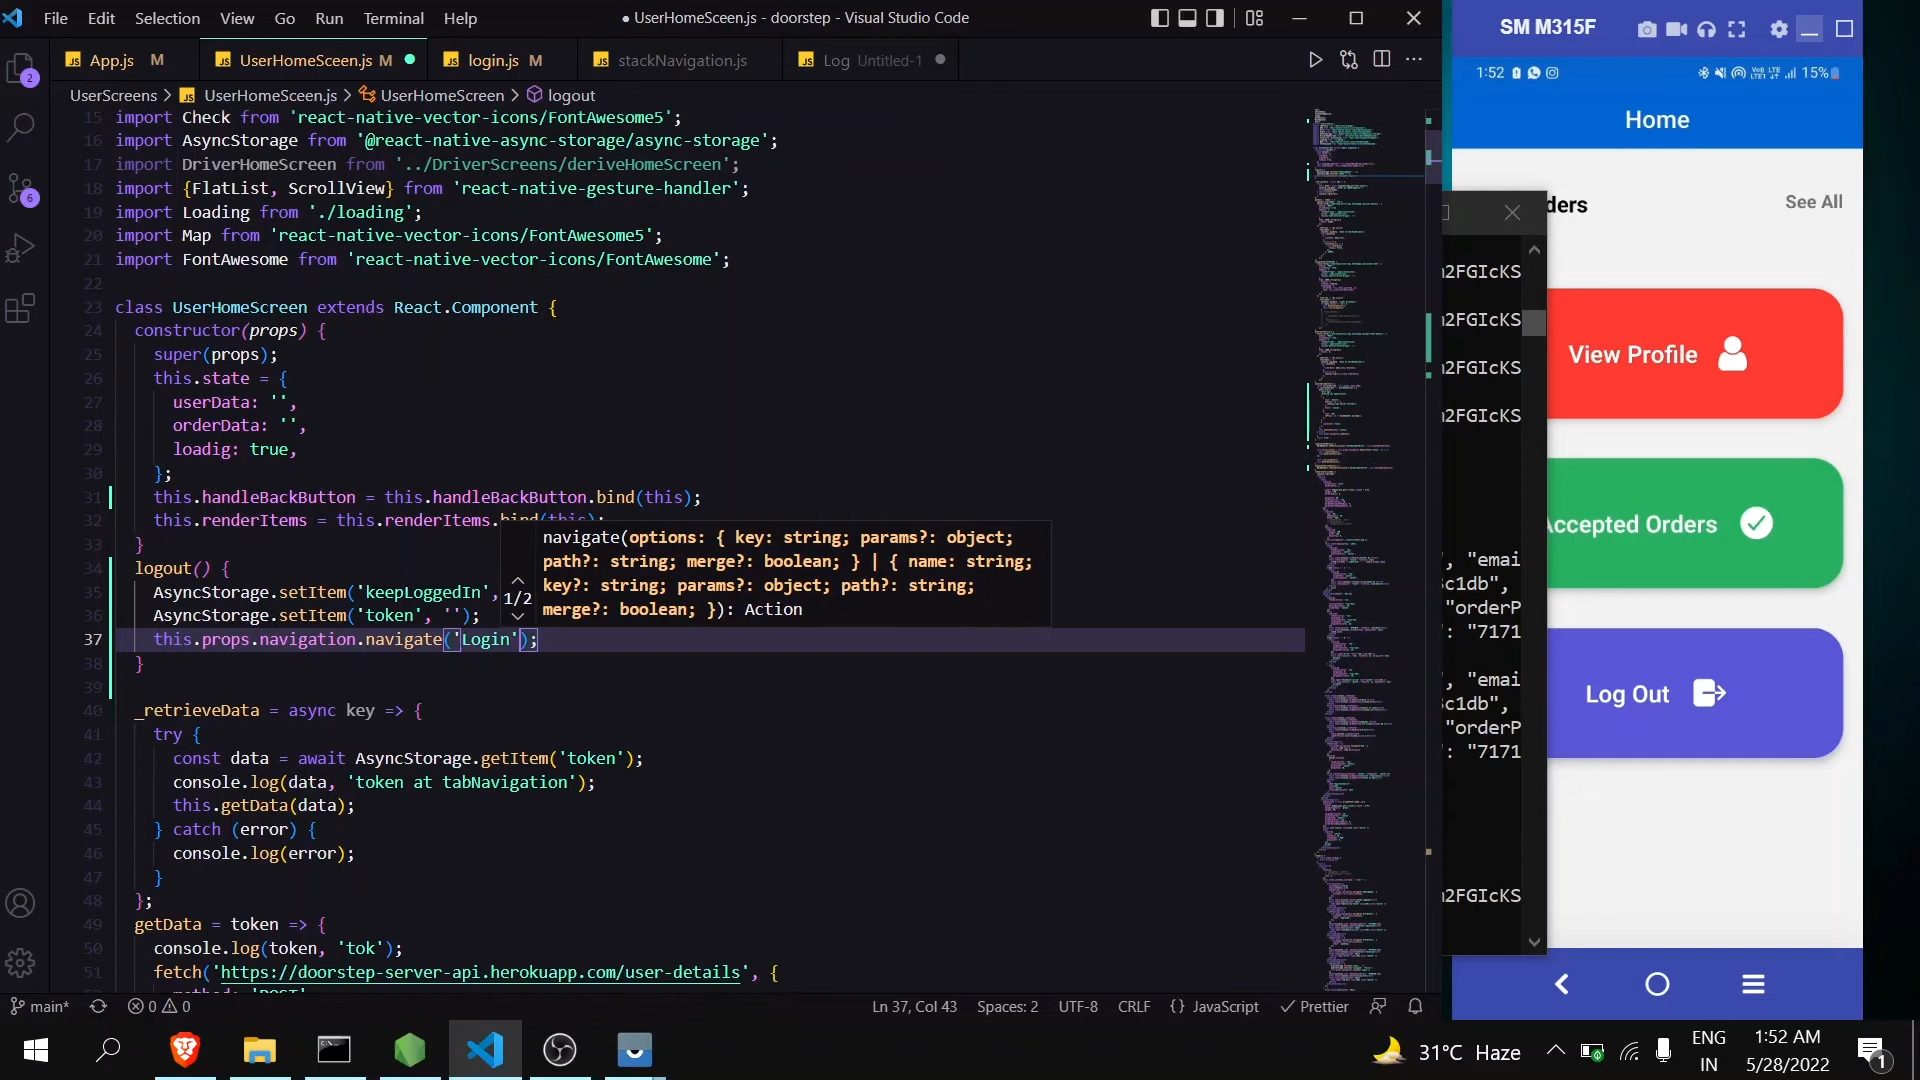 File Edit Selection View Go Run Terminal Help
● UserHomeSceen.js - doorstep - Visual Studio Code
App.js M
UserHomeSceen.js M
login.js M
stackNavigation.js
Log Untitled-1
UserScreens > UserHomeSceen.js > UserHomeScreen > logout
15 import Check from 'react-native-vector-icons/FontAwesome5';
16 import AsyncStorage from '@react-native-async-storage/async-storage';
17 import DriverHomeScreen from '../DriverScreens/deriveHomeScreen';
18 import {FlatList, ScrollView} from 'react-native-gesture-handler';
19 import Loading from './loading';
20 import Map from 'react-native-vector-icons/FontAwesome5';
21 import FontAwesome from 'react-native-vector-icons/FontAwesome';
22
23 class UserHomeScreen extends React.Component {
24 constructor(props) {
25 super(props);
26 this.state = {
27 userData: '',
28 orderData: '',
29 loadig: true,
30 };
31 this.handleBackButton = this.handleBackButton.bind(this);
32 this.renderItems = this.renderItems.bind(this);
33 }
34 logout() {
35 AsyncStorage.setItem('keepLoggedIn',
36 AsyncStorage.setItem('token', '');
37 this.props.navigation.navigate('Login');
38 }
39
40 _retrieveData = async key => {
41 try {
42 const data = await AsyncStorage.getItem('token');
43 console.log(data, 'token at tabNavigation');
44 this.getData(data);
45 } catch (error) {
46 console.log(error);
47 }
48 };
49 getData = token => {
50 console.log(token, 'tok');
51 fetch('https://doorstep-server-api.herokuapp.com/user-details', {
1/2
navigate(options: { key: string; params?: object;
path?: string; merge?: boolean; } | { name: string;
key?: string; params?: object; path?: string;
merge?: boolean; }): Action
2
6
main* 0 0
Ln 37, Col 43 Spaces: 2 UTF-8 CRLF {} JavaScript Prettier
m2FGIcKS
m2FGIcKS
m2FGIcKS
m2FGIcKS
", "emai
"orderP
": "7171
", "emai
"orderP
": "7171
m2FGIcKS
SM M315F
1:52
15%
Home
ders
See All
View Profile
Accepted Orders
Log Out
31°C Haze
ENG
IN
1:52 AM
5/28/2022
1